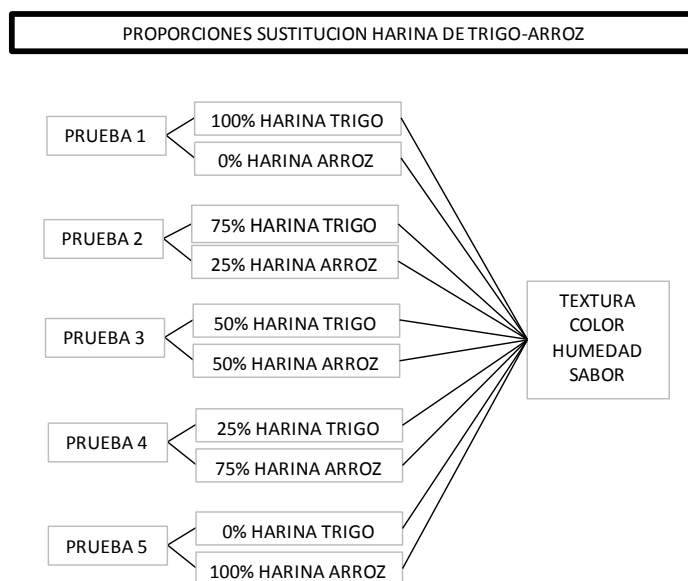 PROPORCIONES SUSTITUCION HARINA DE TRIGO-ARROZ
PRUEBA 1
100% HARINA TRIGO
0% HARINA ARROZ
PRUEBA 2
75% HARINA TRIGO
25% HARINA ARROZ
PRUEBA 3
50% HARINA TRIGO
50% HARINA ARROZ
PRUEBA 4
25% HARINA TRIGO
75% HARINA ARROZ
PRUEBA 5
0% HARINA TRIGO
100% HARINA ARROZ
TEXTURA
COLOR
HUMEDAD
SABOR